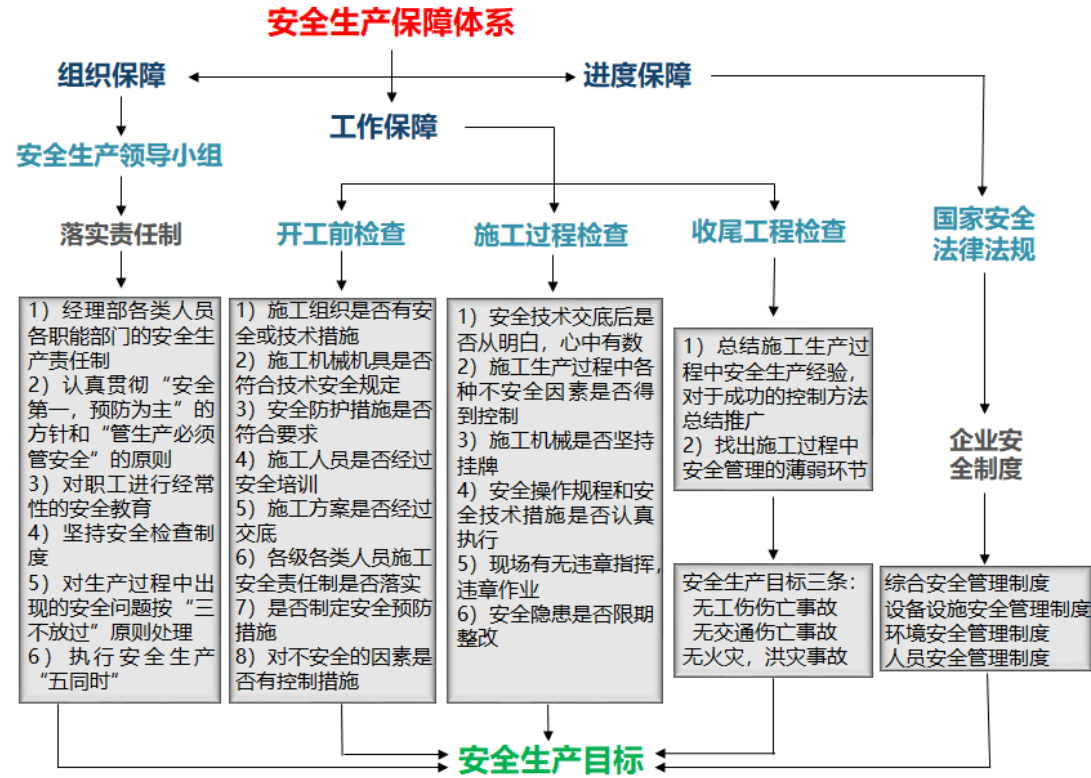 安全生产保障体系
组织保障
进度保障
工作保障
安全生产领导小组
落实责任制
开工前检查
施工过程检查
收尾工程检查
国家安全
法律法规
1）经理部各类人员
各职能部门的安全生
产责任制
2）认真贯彻“安全
第一，预防为主”的
方针和“管生产必须
管安全”的原则
3）对职工进行经常
性的安全教育
4）坚持安全检查制
度
5）对生产过程中出
现的安全问题按“三
不放过”原则处理
6）执行安全生产
“五同时”
1）施工组织是否有安
全或技术措施
2）施工机械机具是否
符合技术安全规定
3）安全防护措施是否
符合要求
4）施工人员是否经过
安全培训
5）施工方案是否经过
交底
6）各级各类人员施工
安全责任制是否落实
7）是否制定安全预防
措施
8）对不安全的因素是
否有控制措施
1）安全技术交底后是
否从明白，心中有数
2）施工生产过程中各
种不安全因素是否得
到控制
3）施工机械是否坚持
挂牌
4）安全操作规程和安
全技术措施是否认真
执行
5）现场有无违章指挥，
违章作业
6）安全隐患是否限期
整改
1）总结施工生产过
程中安全生产经验，
对于成功的控制方法
总结推广
2）找出施工过程中
安全管理的薄弱环节
安全生产目标三条：
无工伤伤亡事故
无交通伤亡事故
无火灾，洪灾事故
企业安
全制度
综合安全管理制度
设备设施安全管理制度
环境安全管理制度
人员安全管理制度
安全生产目标